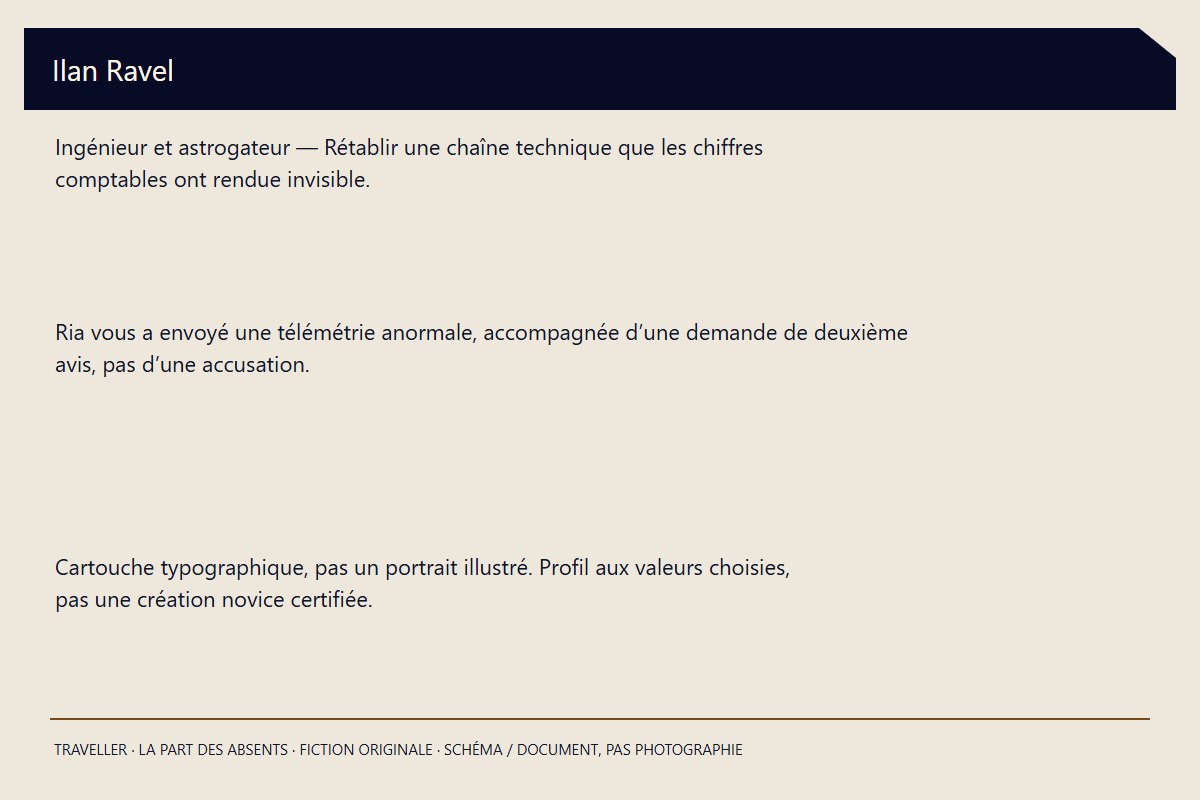 Ilan Ravel
Ingénieur et astrogateur — Rétablir une chaîne technique que les chiffres
comptables ont rendue invisible.
Ria vous a envoyé une télémétrie anormale, accompagnée d’une demande de deuxième
avis, pas d’une accusation.
Cartouche typographique, pas un portrait illustré. Profil aux valeurs choisies,
pas une création novice certifiée.
TRAVELLER · LA PART DES ABSENTS · FICTION ORIGINALE · SCHÉMA / DOCUMENT, PAS PHOTOGRAPHIE